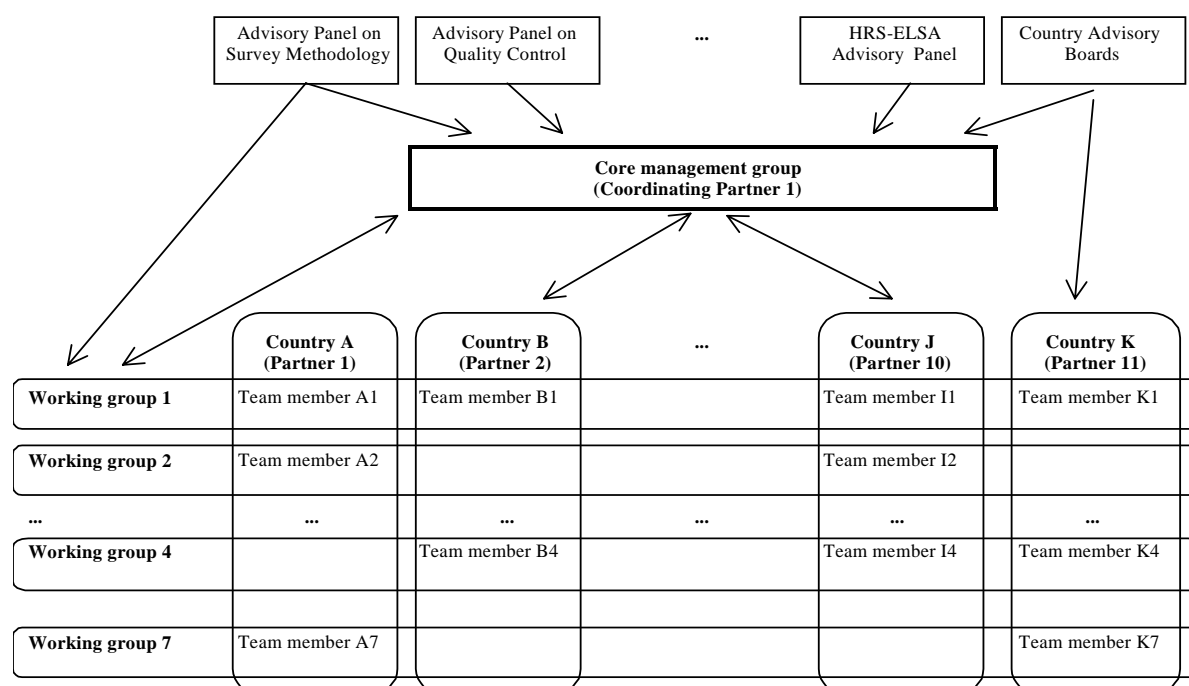 Advisory Panel on
Survey Methodology
Advisory Panel on
Quality Control
...
HRS-ELSA
Advisory Panel
Country Advisory
Boards
Core management group
(Coordinating Partner 1)
Country A
(Partner 1)
Country B
(Partner 2)
...
Country J
(Partner 10)
Country K
(Partner 11)
Working group 1 Team member A1 Team member B1 Team member I1 Team member K1
Working group 2 Team member A2 Team member I2
... ... ... ... ... ...
Working group 4 Team member B4 Team member I4 Team member K4
Working group 7 Team member A7 Team member K7